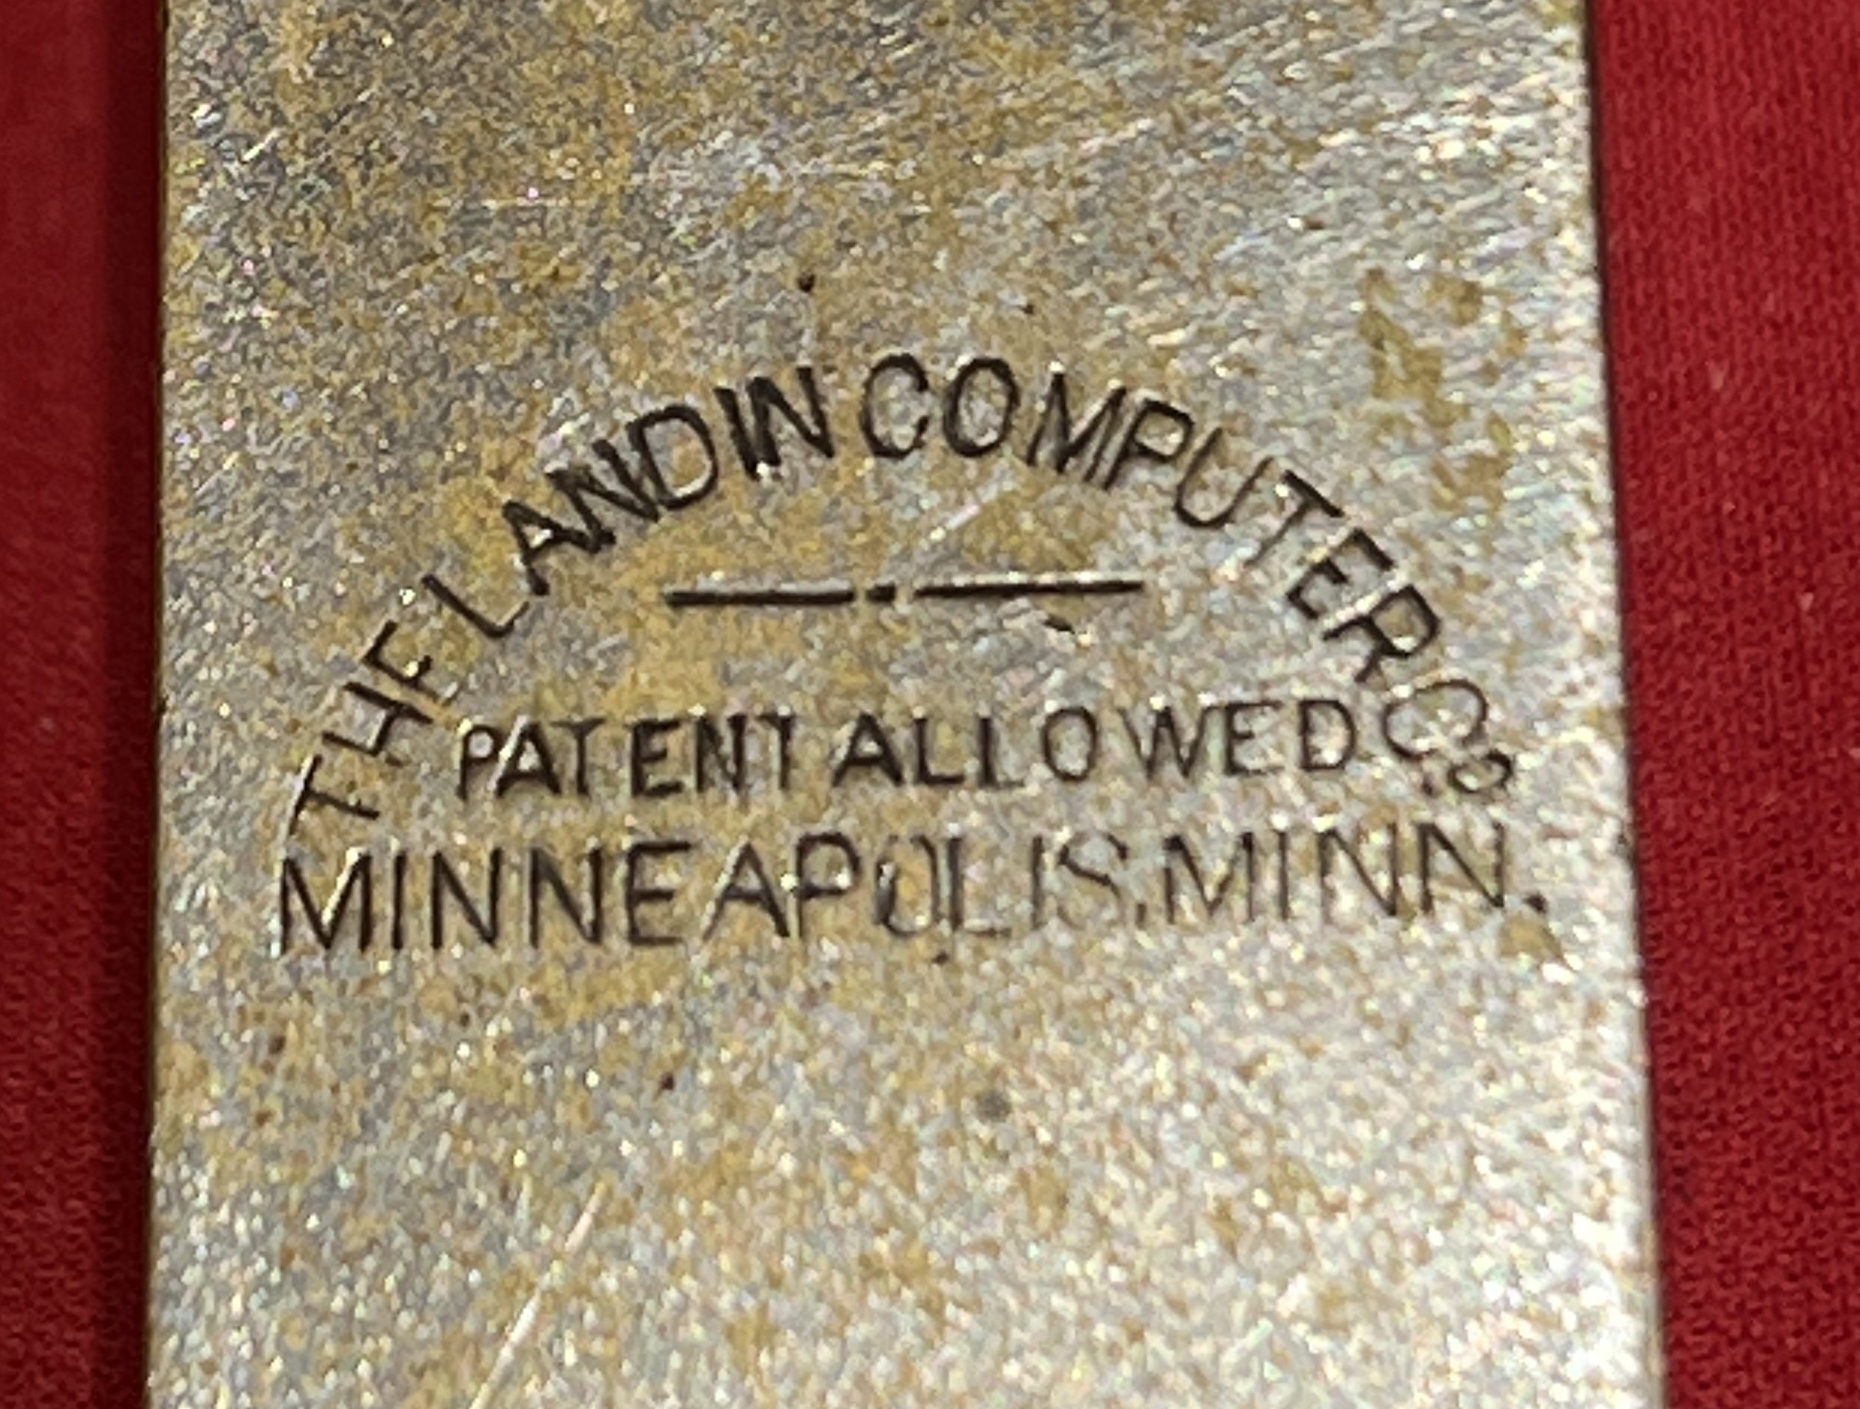 THE LANDIN COMPUTER Co.
PATENT ALLOWED.
MINNEAPOLIS, MINN.